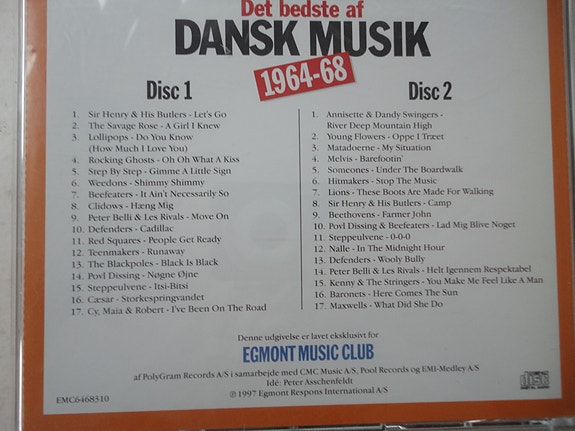 Det bedste af
DANSK MUSIK
1964-68
Disc 1
1. Sir Henry & His Butlers - Let's Go
2. The Savage Rose - A Girl I Knew
3. Lollipops - Do You Know
(How Much I Love You)
4. Rocking Ghosts - Oh Oh What A Kiss
5. Step By Step - Gimme A Little Sign
6. Weedons - Shimmy Shimmy
7. Beefeaters - It Ain't Necessarily So
8. Clidows - Hæng Mig
9. Peter Belli & Les Rivals - Move On
10. Defenders - Cadillac
11. Red Squares - People Get Ready
12. Teenmakers - Runaway
13. The Blackpoles - Black Is Black
14. Povl Dissing - Nøgne Øjne
15. Steppeulvene - Itsi-Bitsi
16. Cæsar - Storkespringvandet
17. Cy, Maia & Robert - I've Been On The Road
Disc 2
1. Annisette & Dandy Swingers -
River Deep Mountain High
2. Young Flowers - Oppe I Træet
3. Matadorne - My Situation
4. Melvis - Barefootin'
5. Someones - Under The Boardwalk
6. Hitmakers - Stop The Music
7. Lions - These Boots Are Made For Walking
8. Sir Henry & His Butlers - Camp
9. Beethovens - Farmer John
10. Povl Dissing & Beefeaters - Lad Mig Blive Noget
11. Steppeulvene - 0-0-0
12. Nalle - In The Midnight Hour
13. Defenders - Wooly Bully
14. Peter Belli & Les Rivals - Helt Igennem Respektabel
15. Kenny & The Stringers - You Make Me Feel Like A Man
16. Baronets - Here Comes The Sun
17. Maxwells - What Did She Do
Denne udgivelse er lavet eksklusivt for
EGMONT MUSIC CLUB
af PolyGram Records A/S i samarbejde med CMC Music A/S, Pool Records og EMI-Medley A/S
Idé: Peter Asschenfeldt
℗ 1997 Egmont Respons International A/S
EMC6468310
COMPACT
disc